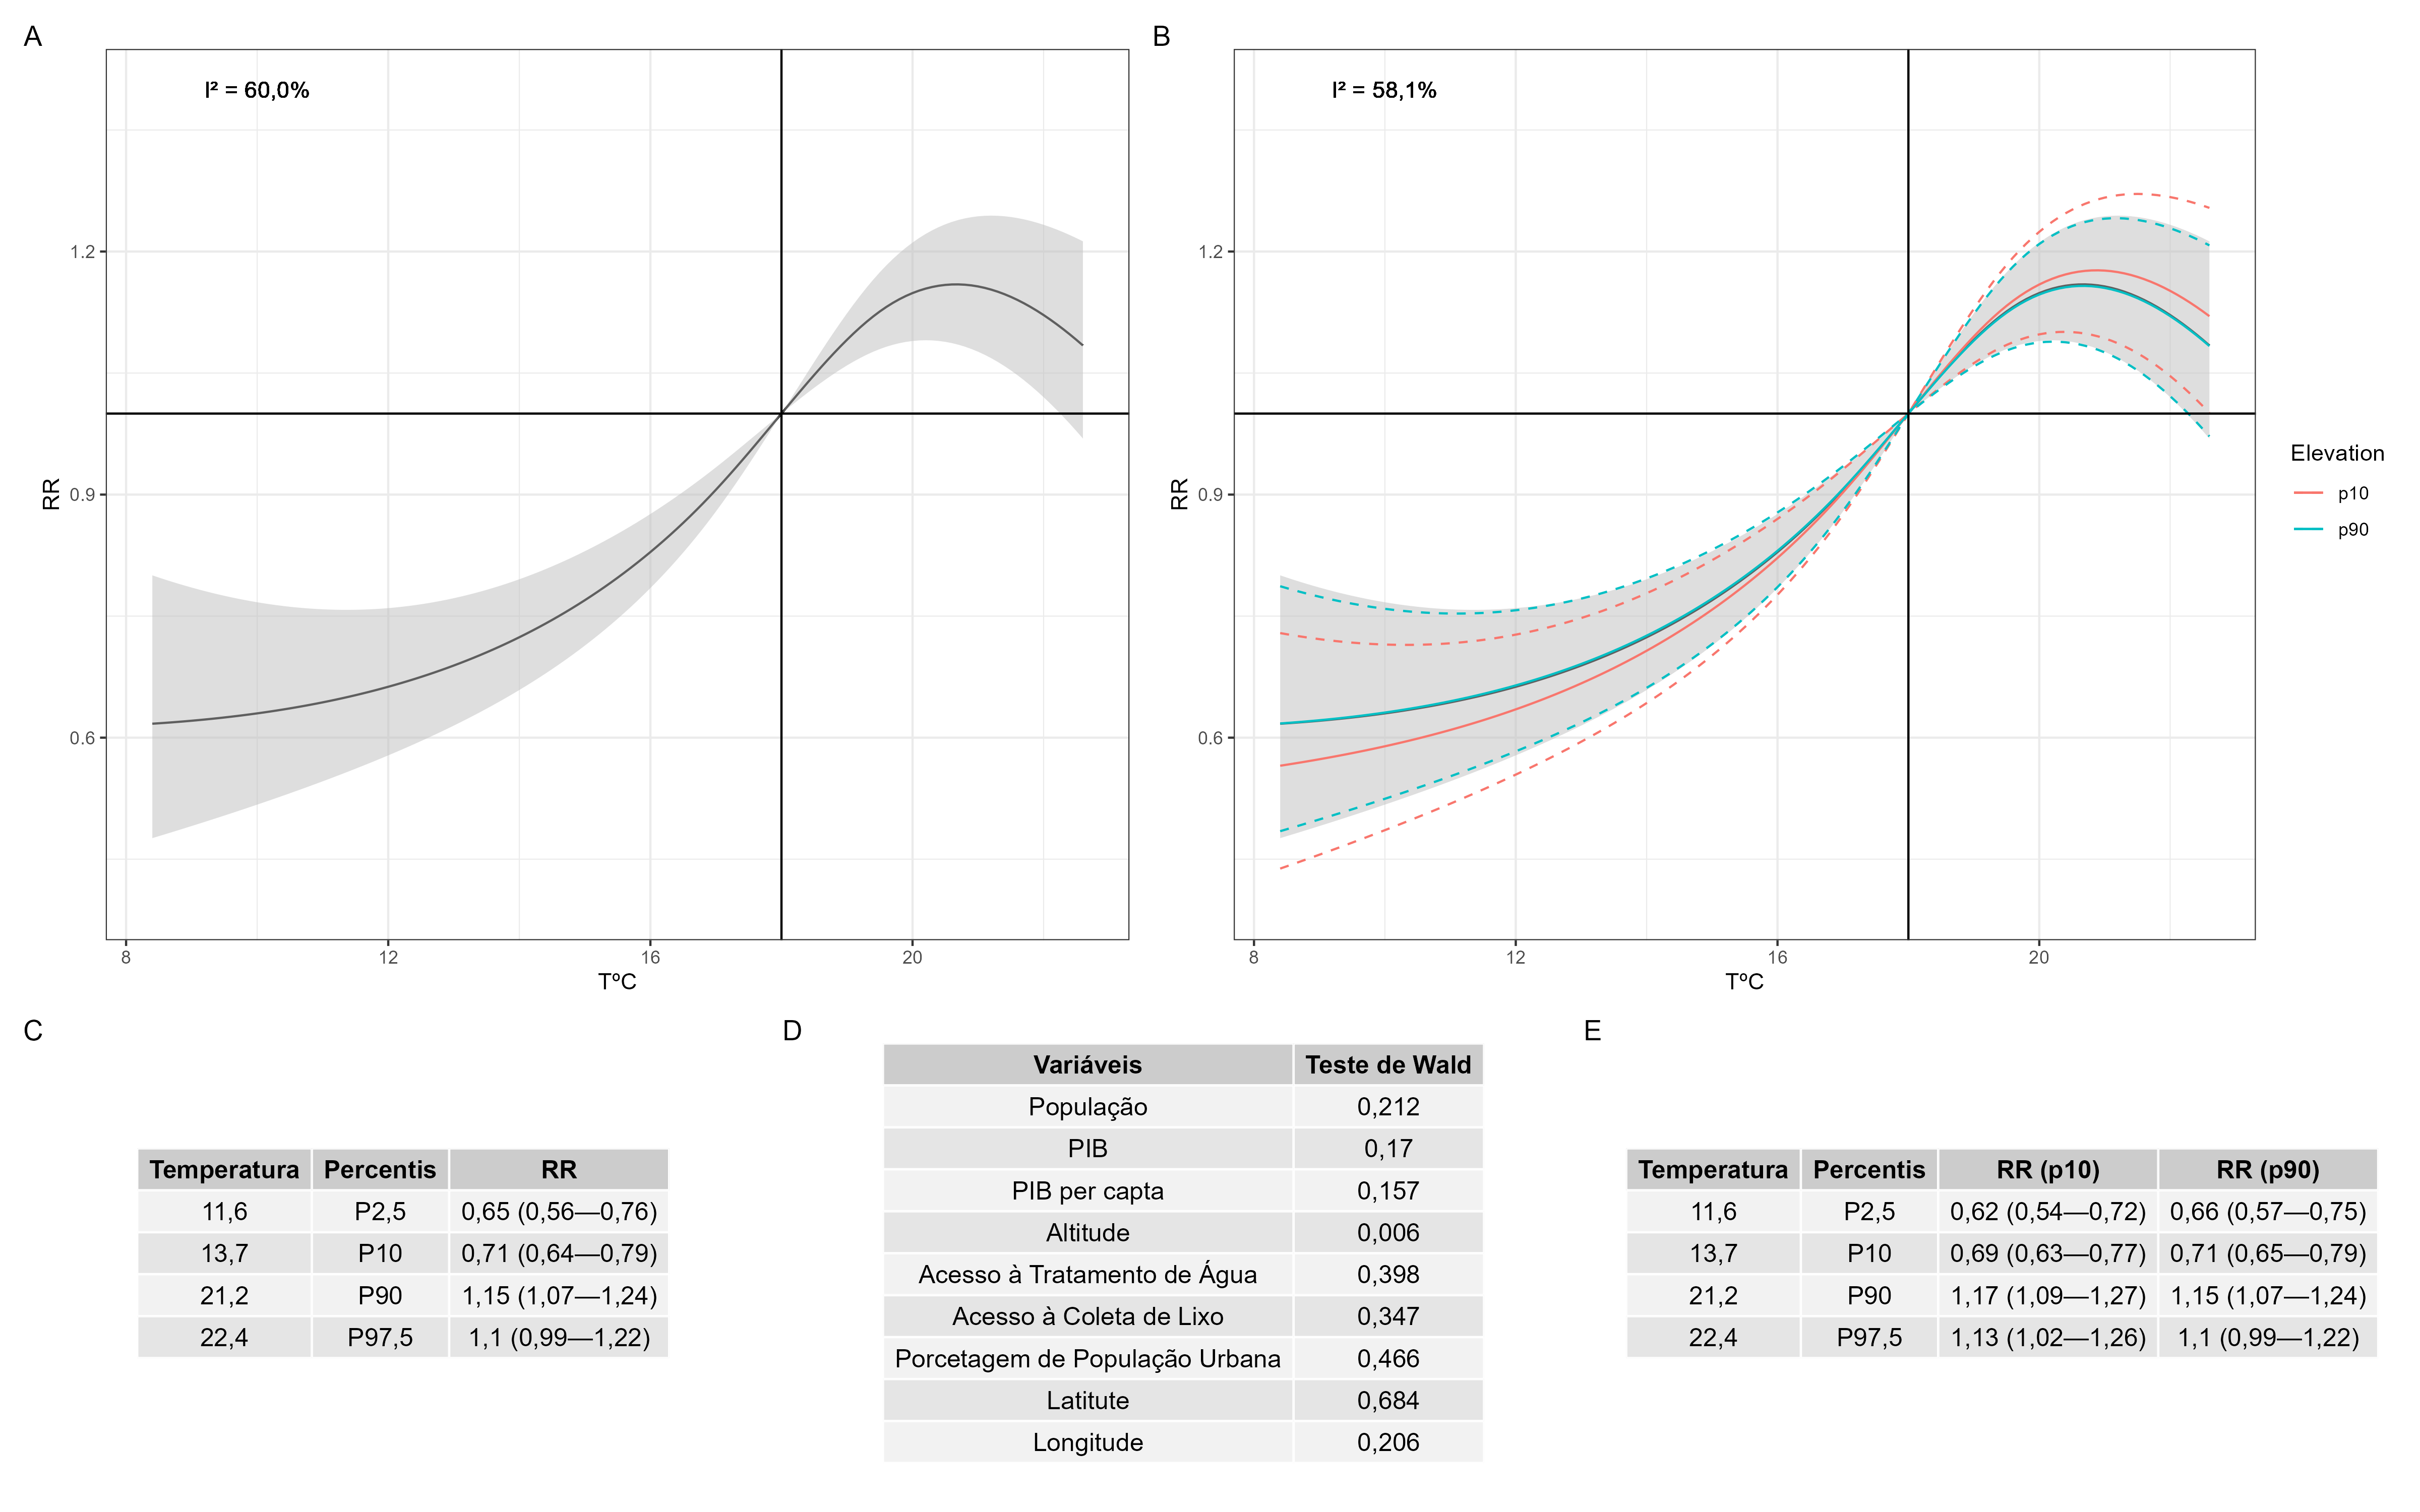 A
I² = 60,0%
1.2
0.9
0.6
RR
8 12 16 20
TºC
B
I² = 58,1%
1.2
0.9
0.6
RR
8 12 16 20
TºC
Elevation
p10
p90
C
Temperatura Percentis RR
11,6 P2,5 0,65 (0,56—0,76)
13,7 P10 0,71 (0,64—0,79)
21,2 P90 1,15 (1,07—1,24)
22,4 P97,5 1,1 (0,99—1,22)
D
Variáveis Teste de Wald
População 0,212
PIB 0,17
PIB per capta 0,157
Altitude 0,006
Acesso à Tratamento de Água 0,398
Acesso à Coleta de Lixo 0,347
Porcetagem de População Urbana 0,466
Latitute 0,684
Longitude 0,206
E
Temperatura Percentis RR (p10) RR (p90)
11,6 P2,5 0,62 (0,54—0,72) 0,66 (0,57—0,75)
13,7 P10 0,69 (0,63—0,77) 0,71 (0,65—0,79)
21,2 P90 1,17 (1,09—1,27) 1,15 (1,07—1,24)
22,4 P97,5 1,13 (1,02—1,26) 1,1 (0,99—1,22)